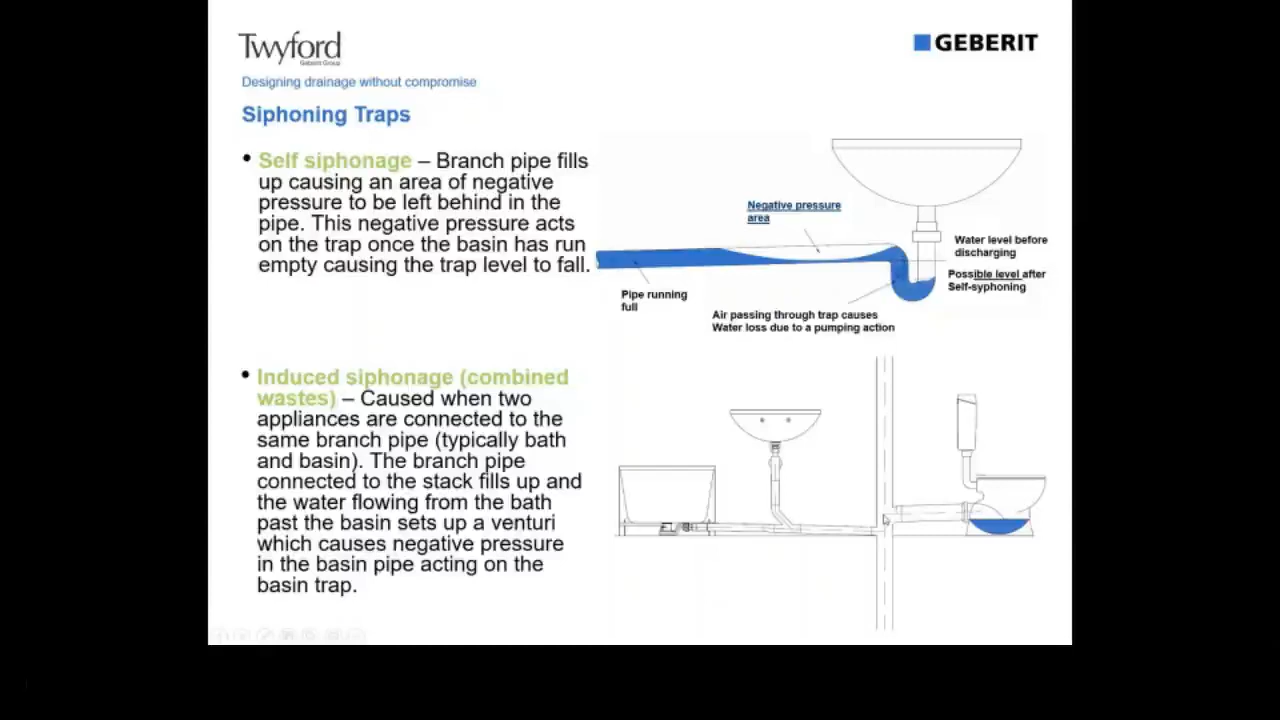 Twyford
Geberit Group
GEBERIT
Designing drainage without compromise
Siphoning Traps
• Self siphonage – Branch pipe fills
up causing an area of negative
pressure to be left behind in the
pipe. This negative pressure acts
on the trap once the basin has run
empty causing the trap level to fall.
Negative pressure
area
Water level before
discharging
Possible level after
Self-syphoning
Pipe running
full
Air passing through trap causes
Water loss due to a pumping action
• Induced siphonage (combined
wastes) – Caused when two
appliances are connected to the
same branch pipe (typically bath
and basin). The branch pipe
connected to the stack fills up and
the water flowing from the bath
past the basin sets up a venturi
which causes negative pressure
in the basin pipe acting on the
basin trap.